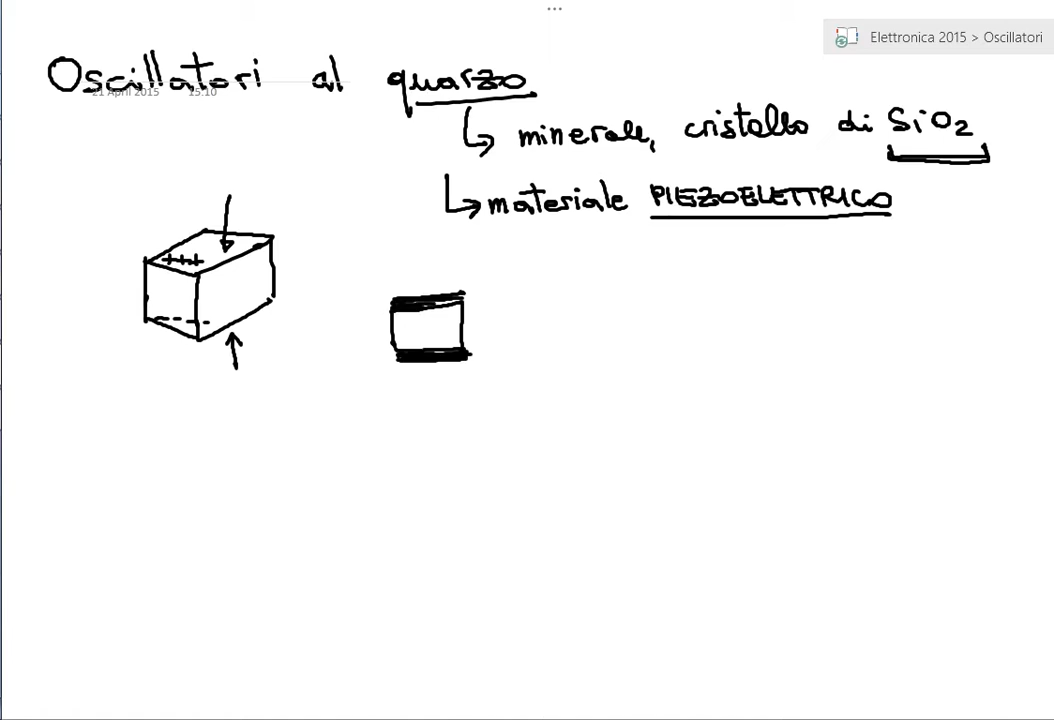 Elettronica 2015 > Oscillatori
Oscillatori al quarzo
21 April 2015 15:10
minerale, cristallo di SiO2
materiale PIEZOELETTRICO
+++
---